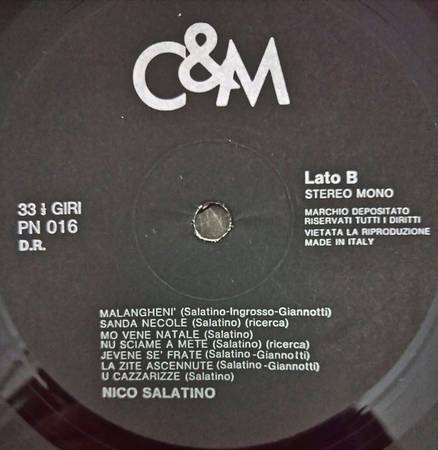 C&M
33 ⅓ GIRI
PN 016
D.R.
Lato B
STEREO MONO
MARCHIO DEPOSITATO
RISERVATI TUTTI I DIRITTI
VIETATA LA RIPRODUZIONE
MADE IN ITALY
MALANGHENI' (Salatino-Ingrosso-Giannotti)
SANDA NECOLE (Salatino) (ricerca)
MO VENE NATALE (Salatino)
NU SCIAME A METE (Salatino) (ricerca)
JEVENE SE' FRATE (Salatino-Giannotti)
LA ZITE ASCENNUTE (Salatino-Giannotti)
U CAZZARIZZE (Salatino)
NICO SALATINO